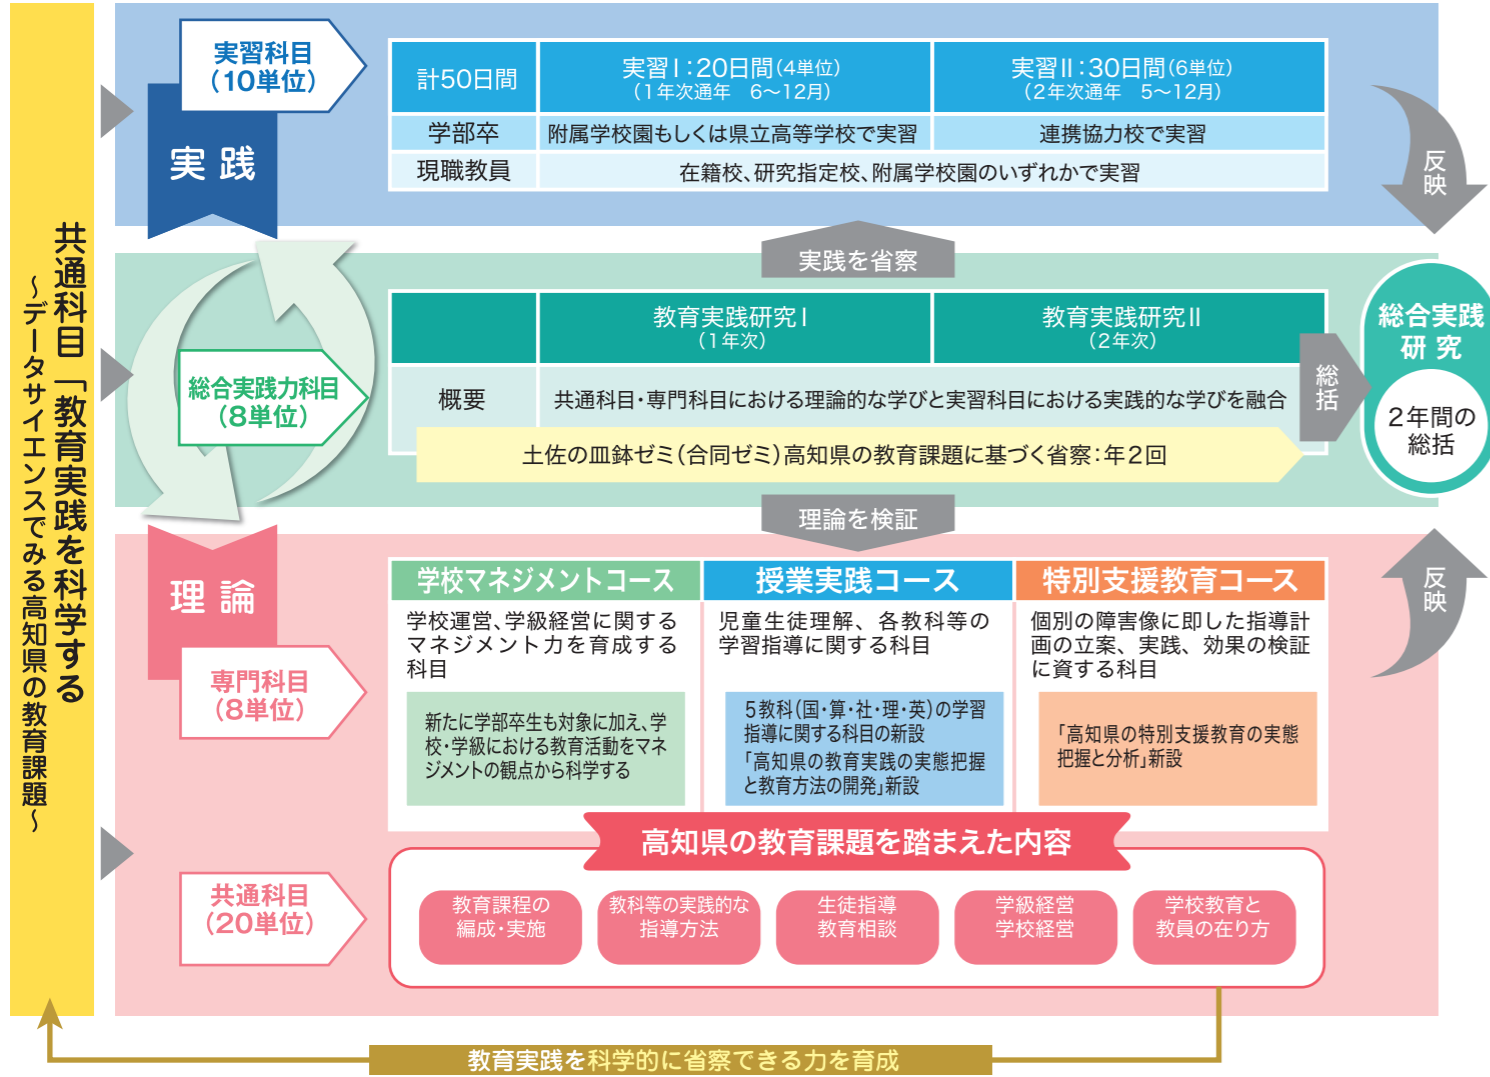 共通科目「教育実践を科学する
～データサイエンスでみる高知県の教育課題～
実習科目
（10単位）
実 践
計50日間
実習Ⅰ：20日間（4単位）
（1年次通年　6～12月）
実習II：30日間（6単位）
（2年次通年　5～12月）
学部卒
附属学校園もしくは県立高等学校で実習
連携協力校で実習
現職教員
在籍校、研究指定校、附属学校園のいずれかで実習
反映
実践を省察
総合実践力科目
（8単位）
教育実践研究Ⅰ
（1年次）
教育実践研究Ⅱ
（2年次）
概要
共通科目・専門科目における理論的な学びと実習科目における実践的な学びを融合
土佐の皿鉢ゼミ（合同ゼミ）高知県の教育課題に基づく省察：年2回
総括
総合実践
研 究
2年間の
総括
理論を検証
理 論
専門科目
（8単位）
学校マネジメントコース
学校運営、学級経営に関する
マネジメント力を育成する
科目
新たに学部卒生も対象に加え、学
校・学級における教育活動をマネ
ジメントの観点から科学する
授業実践コース
児童生徒理解、各教科等の
学習指導に関する科目
5教科（国・算・社・理・英）の学習
指導に関する科目の新設
「高知県の教育実践の実態把握
と教育方法の開発」新設
特別支援教育コース
個別の障害像に即した指導計
画の立案、実践、効果の検証
に資する科目
「高知県の特別支援教育の実態
把握と分析」新設
反映
共通科目
（20単位）
高知県の教育課題を踏まえた内容
教育課程の
編成・実施
教科等の実践的な
指導方法
生徒指導
教育相談
学級経営
学校経営
学校教育と
教員の在り方
教育実践を科学的に省察できる力を育成